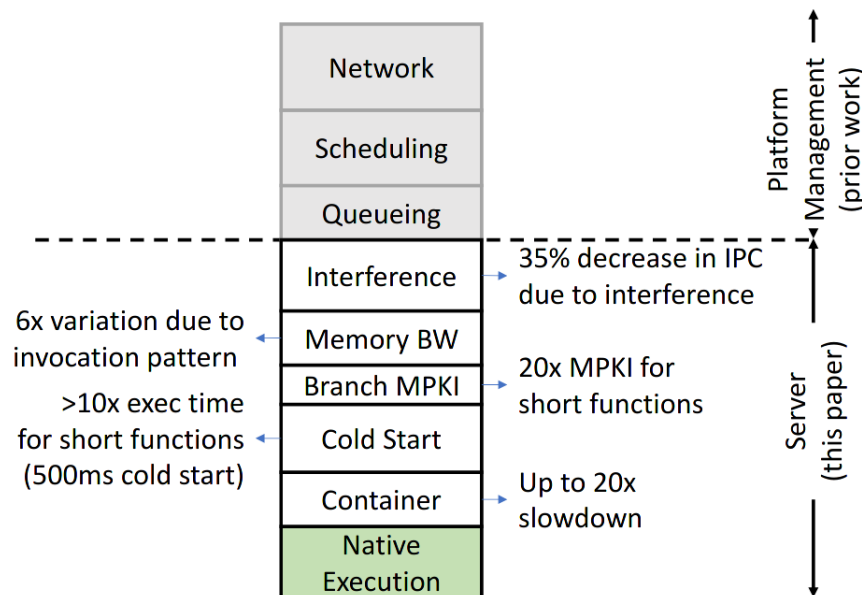 Network
Scheduling
Queueing
Platform
Management
(prior work)
Interference
35% decrease in IPC
due to interference
6x variation due to
invocation pattern
Memory BW
Branch MPKI
20x MPKI for
short functions
>10x exec time
for short functions
(500ms cold start)
Cold Start
Container
Up to 20x
slowdown
Native
Execution
Server
(this paper)